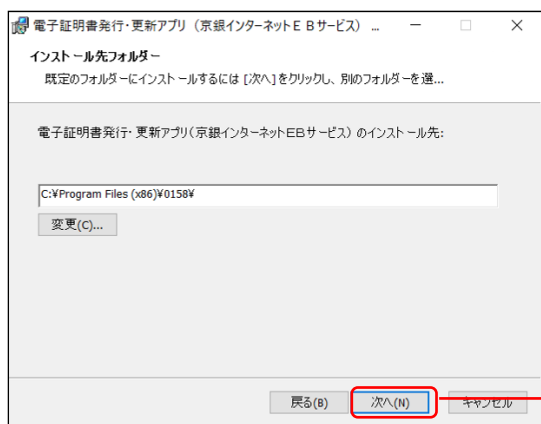 電子証明書発行・更新アプリ（京銀インターネットＥＢサービス） ...
インストール先フォルダー
既定のフォルダーにインストールするには [次へ] をクリックし、別のフォルダーを選...
電子証明書発行・更新アプリ（京銀インターネットＥＢサービス） のインストール先:
C:¥Program Files (x86)¥0158¥
変更(C)...
戻る(B) 次へ(N) キャンセル